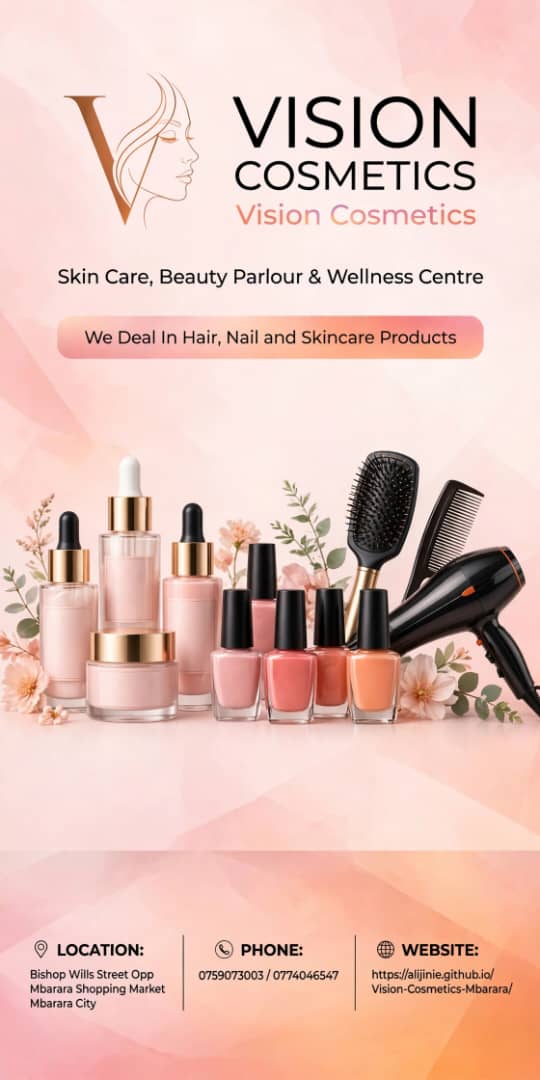 V
VISION
COSMETICS
Vision Cosmetics
Skin Care, Beauty Parlour & Wellness Centre
We Deal In Hair, Nail and Skincare Products
LOCATION:
Bishop Wills Street Opp
Mbarara Shopping Market
Mbarara City
PHONE:
0759073003 / 0774046547
WEBSITE:
https://alijinie.github.io/
Vision-Cosmetics-Mbarara/